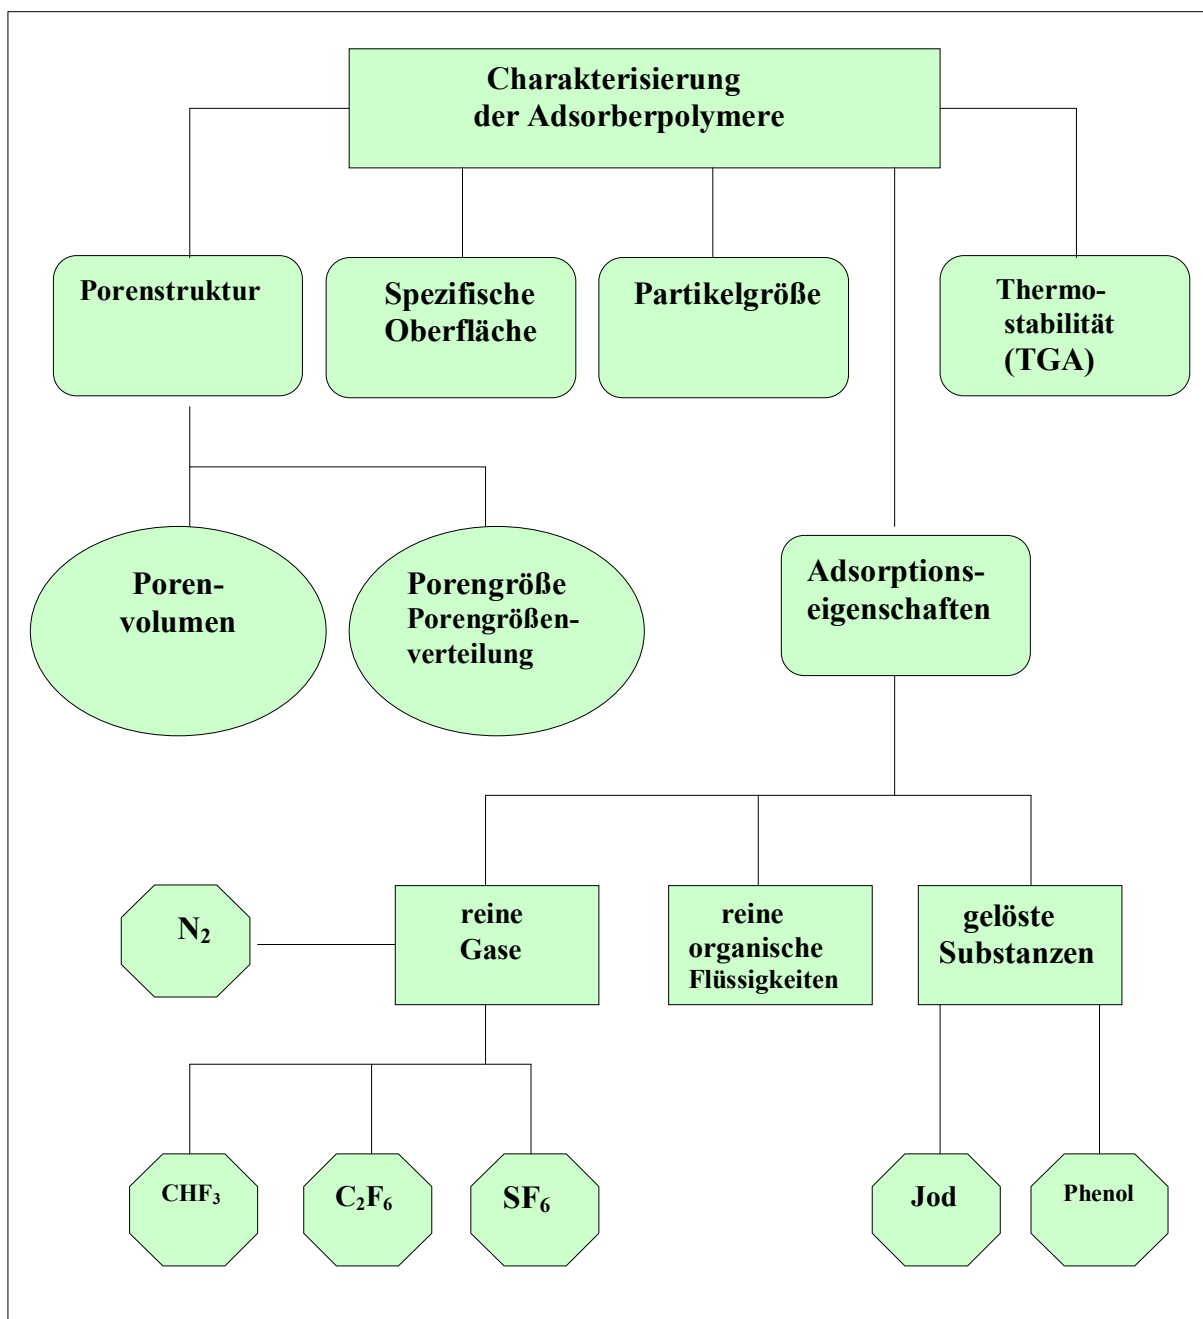 Charakterisierung
der Adsorberpolymere
Porenstruktur
Spezifische
Oberfläche
Partikelgröße
Thermo-
stabilität
(TGA)
Poren-
volumen
Porengröße
Porengrößen-
verteilung
Adsorptions-
eigenschaften
N₂
reine
Gase
reine
organische
Flüssigkeiten
gelöste
Substanzen
CHF₃
C₂F₆
SF₆
Jod
Phenol